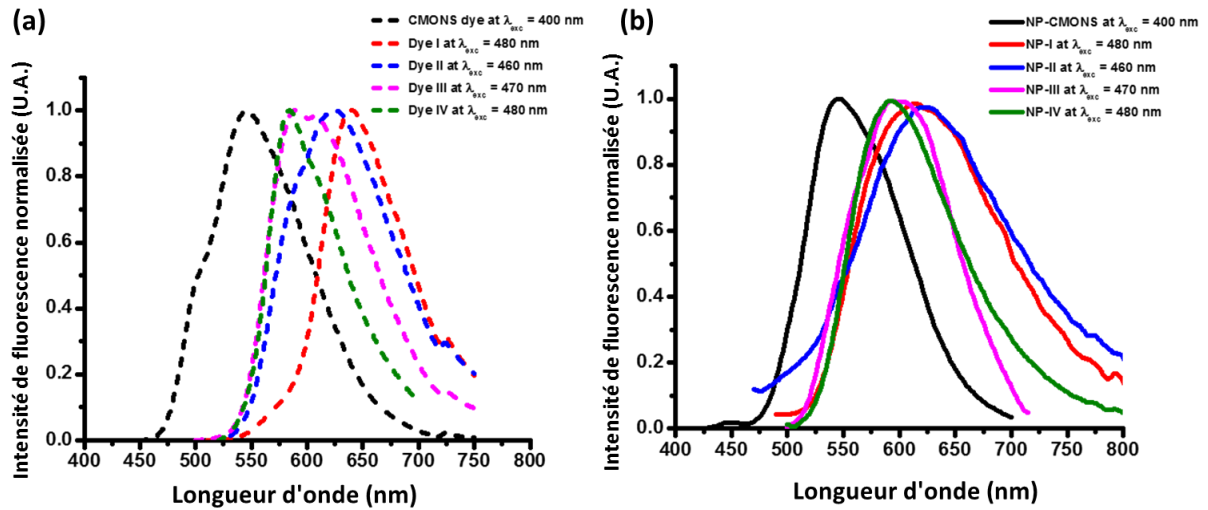 (a)
CMONS dye at λexc = 400 nm
Dye I at λexc = 480 nm
Dye II at λexc = 460 nm
Dye III at λexc = 470 nm
Dye IV at λexc = 480 nm
Intensité de fluorescence normalisée (U.A.)
1.0
0.8
0.6
0.4
0.2
0.0
400 450 500 550 600 650 700 750 800
Longueur d'onde (nm)
(b)
NP-CMONS at λexc = 400 nm
NP-I at λexc = 480 nm
NP-II at λexc = 460 nm
NP-III at λexc = 470 nm
NP-IV at λexc = 480 nm
Intensité de fluorescence normalisée (U.A.)
1.0
0.8
0.6
0.4
0.2
0.0
400 450 500 550 600 650 700 750 800
Longueur d'onde (nm)